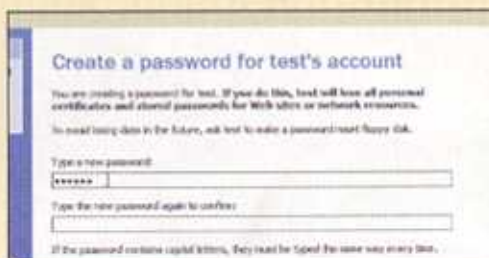 Create a password for test's account
You are creating a password for test. If you do this, test will lose all personal
certificates and stored passwords for Web sites or network resources.
To avoid losing data in the future, ask test to make a password reset floppy disk.
Type a new password:
••••••
Type the new password again to confirm:
If the password contains capital letters, they must be typed the same way every time.